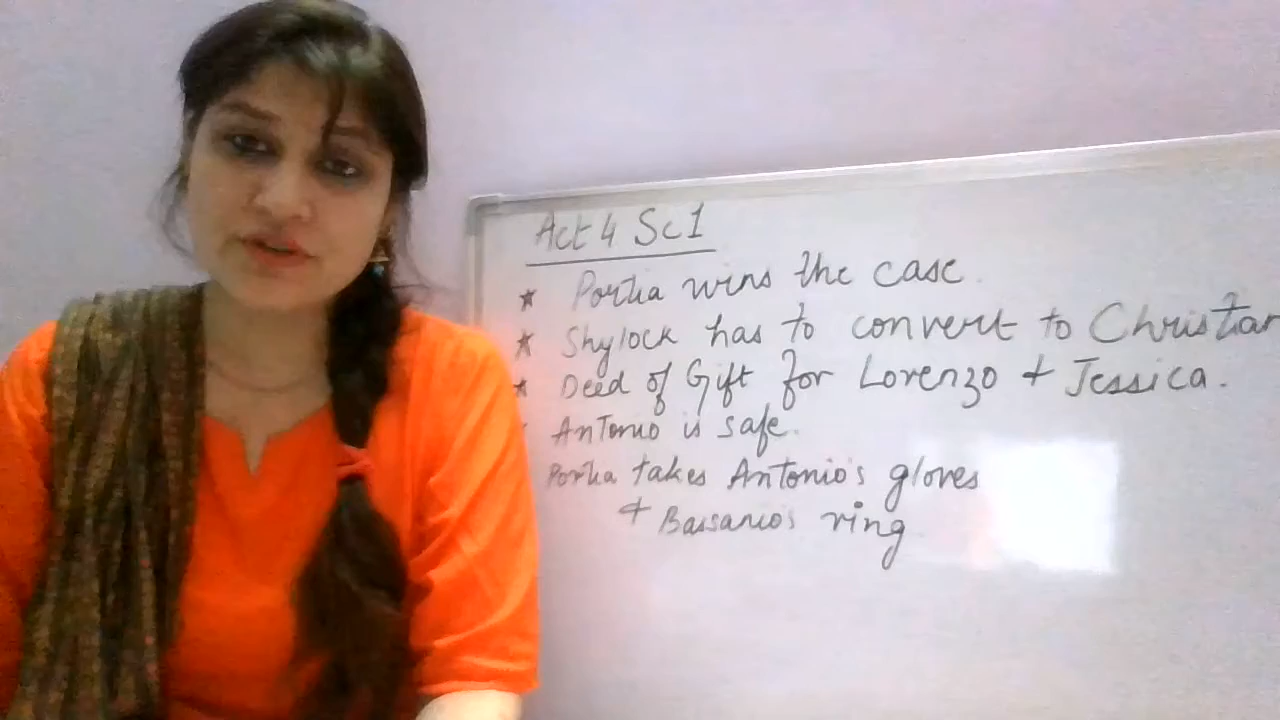 Act 4 Sc 1
★ Portia wins the case.
★ Shylock has to convert to Christian
★ Deed of Gift for Lorenzo + Jessica.
Antonio is safe.
Portia takes Antonio's gloves
+ Bassanio's ring